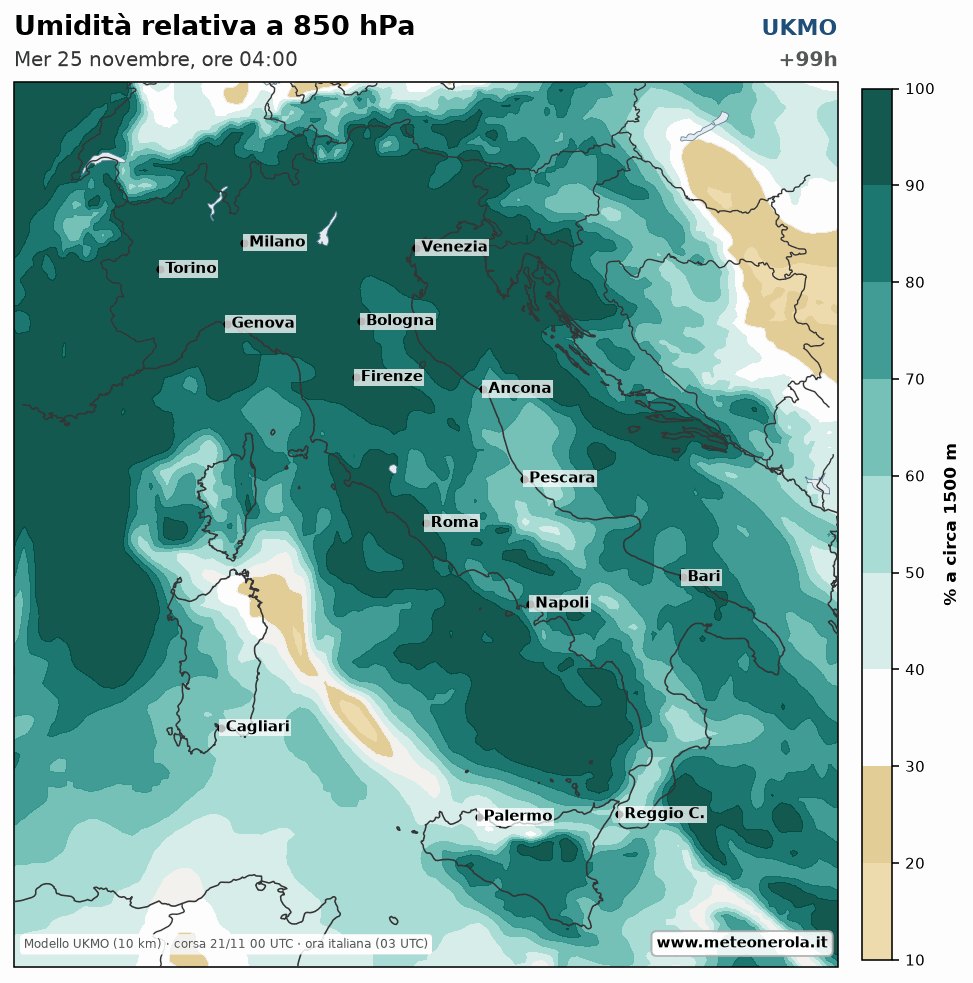 Umidità relativa a 850 hPa
UKMO
Mer 25 novembre, ore 04:00
+99h
Milano
Venezia
Torino
Genova
Bologna
Firenze
Ancona
Pescara
Roma
Bari
Napoli
Cagliari
Palermo
Reggio C.
100
90
80
70
60
50
40
30
20
10
% a circa 1500 m
Modello UKMO (10 km) · corsa 21/11 00 UTC · ora italiana (03 UTC)
www.meteonerola.it